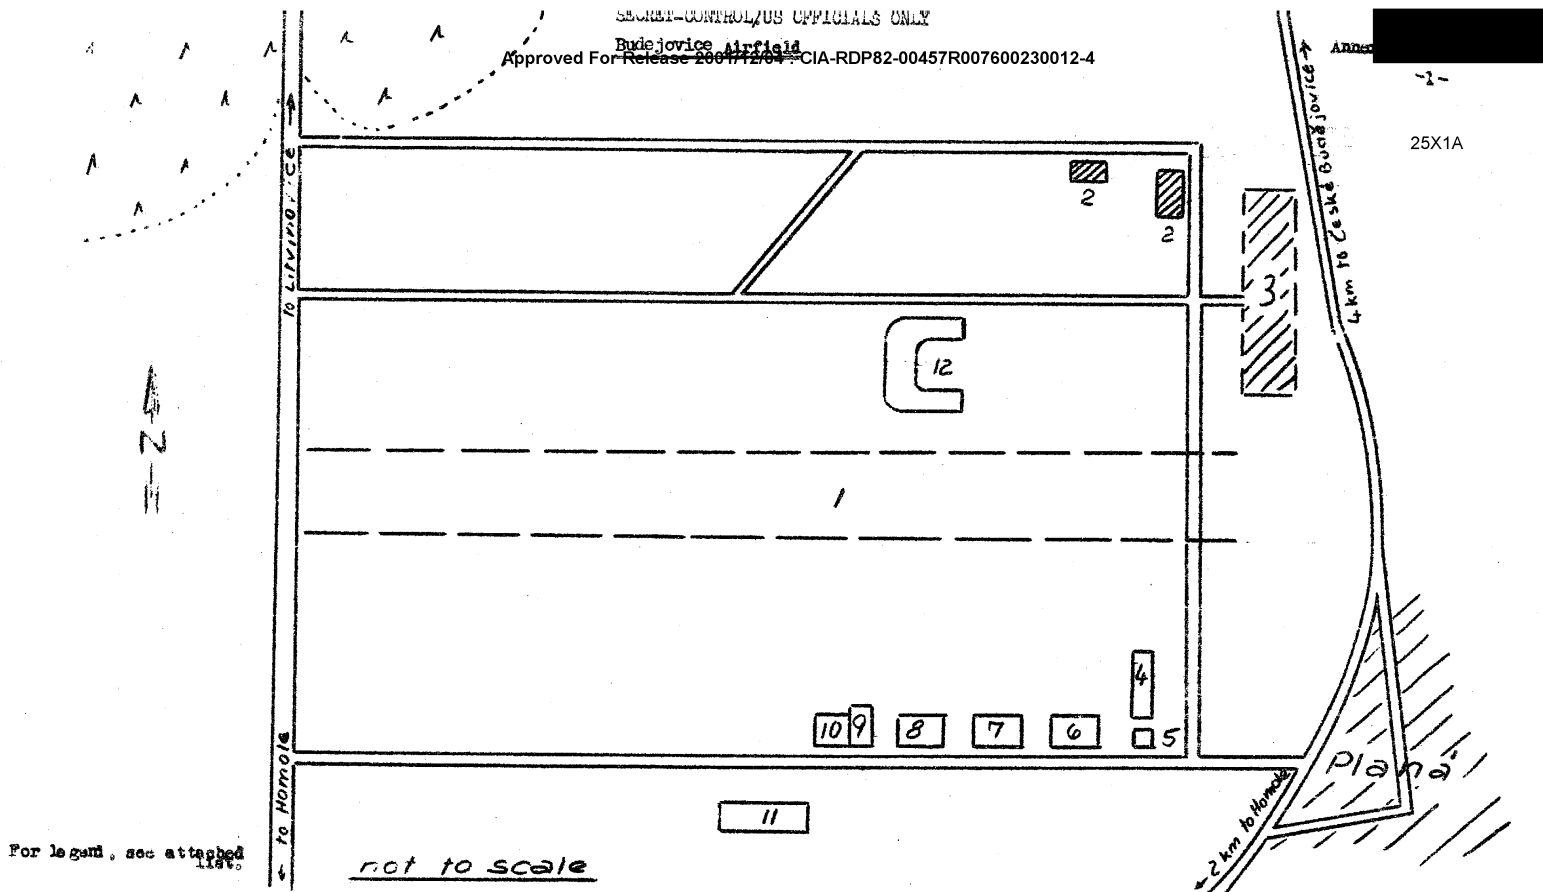 SECRET-CONTROL/US OFFICIALS ONLY
Budejovice Airfield
Approved For Release 2001/12/04 : CIA-RDP82-00457R007600230012-4
-2-
25X1A
to Litvinovice
4 km to České Budějovice
2
2
3
12
N
1
4
10
9
8
7
6
5
Planá
to Homole
2 km to Homole
11
For legend, see attached
list.
not to scale